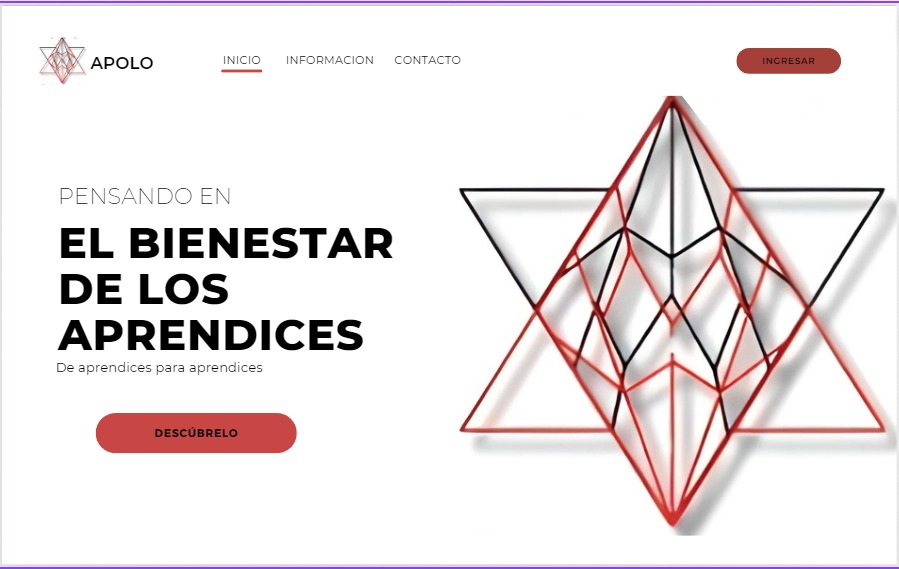 APOLO
INICIO
INFORMACION
CONTACTO
INGRESAR
PENSANDO EN
EL BIENESTAR
DE LOS
APRENDICES
De aprendices para aprendices
DESCÚBRELO